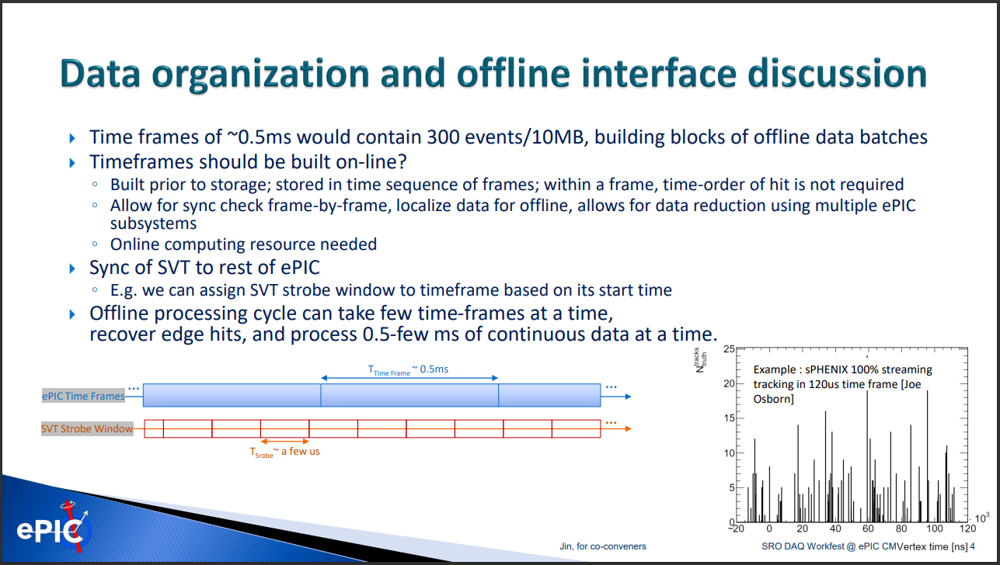 Data organization and offline interface discussion
Time frames of ~0.5ms would contain 300 events/10MB, building blocks of offline data batches
Timeframes should be built on-line?
Built prior to storage; stored in time sequence of frames; within a frame, time-order of hit is not required
Allow for sync check frame-by-frame, localize data for offline, allows for data reduction using multiple ePIC
subsystems
Online computing resource needed
Sync of SVT to rest of ePIC
E.g. we can assign SVT strobe window to timeframe based on its start time
Offline processing cycle can take few time-frames at a time,
recover edge hits, and process 0.5-few ms of continuous data at a time.
T Time Frame ~ 0.5ms
... ...
ePIC Time Frames
SVT Strobe Window
...
T Srobe ~ a few us
N tracks truth
25
20
15
10
5
0
Example : sPHENIX 100% streaming
tracking in 120us time frame [Joe
Osborn]
−20 0 20 40 60 80 100 120
· 10³
Vertex time [ns]
ePIC
Jin, for co-conveners
SRO DAQ Workfest @ ePIC CM
4